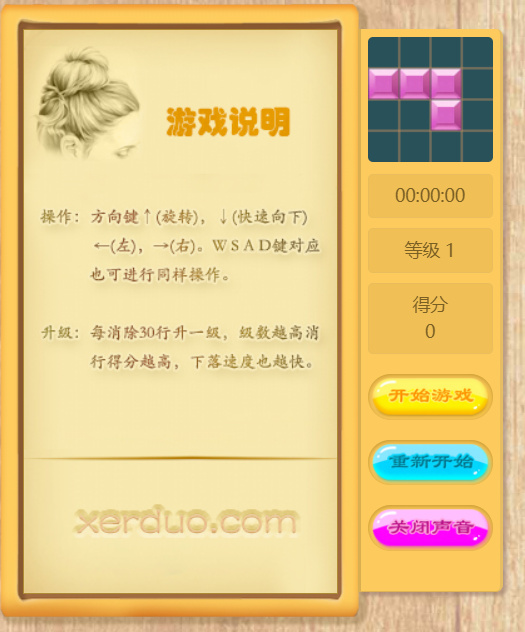 游戏说明
操作：方向键↑(旋转)，↓(快速向下)
←(左)，→(右)。W S A D键对应
也可进行同样操作。
升级：每消除30行升一级，级数越高消
行得分越高，下落速度也越快。
xerduo.com
00:00:00
等级 1
得分
0
开始游戏
重新开始
关闭声音